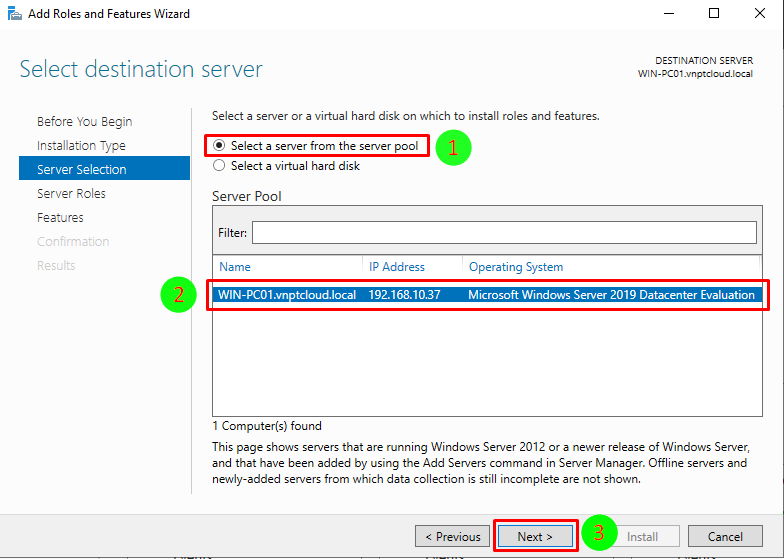 Add Roles and Features Wizard
Select destination server
DESTINATION SERVER
WIN-PC01.vnptcloud.local
Before You Begin
Installation Type
Server Selection
Server Roles
Features
Confirmation
Results
Select a server or a virtual hard disk on which to install roles and features.
Select a server from the server pool
1
Select a virtual hard disk
Server Pool
Filter:
Name IP Address Operating System
2
WIN-PC01.vnptcloud.local 192.168.10.37 Microsoft Windows Server 2019 Datacenter Evaluation
1 Computer(s) found
This page shows servers that are running Windows Server 2012 or a newer release of Windows Server,
and that have been added by using the Add Servers command in Server Manager. Offline servers and
newly-added servers from which data collection is still incomplete are not shown.
< Previous Next > 3 Install Cancel